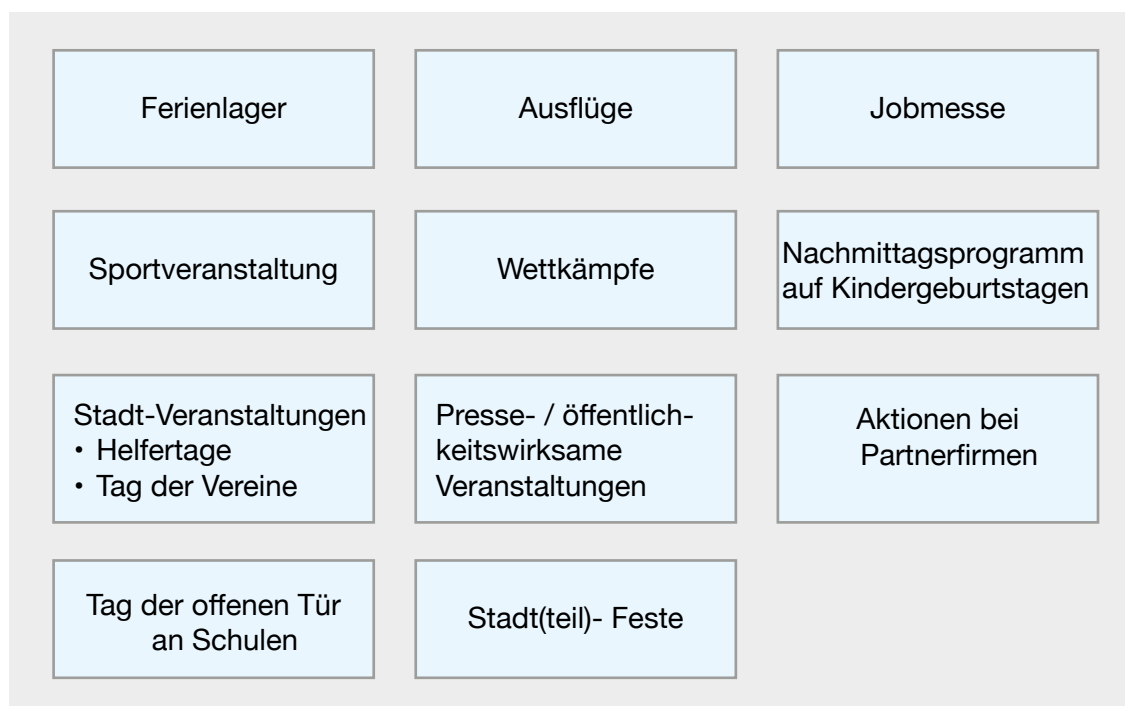 Ferienlager
Ausflüge
Jobmesse
Sportveranstaltung
Wettkämpfe
Nachmittagsprogramm
auf Kindergeburtstagen
Stadt-Veranstaltungen
• Helfertage
• Tag der Vereine
Presse- / öffentlich-
keitswirksame
Veranstaltungen
Aktionen bei
Partnerfirmen
Tag der offenen Tür
an Schulen
Stadt(teil)- Feste